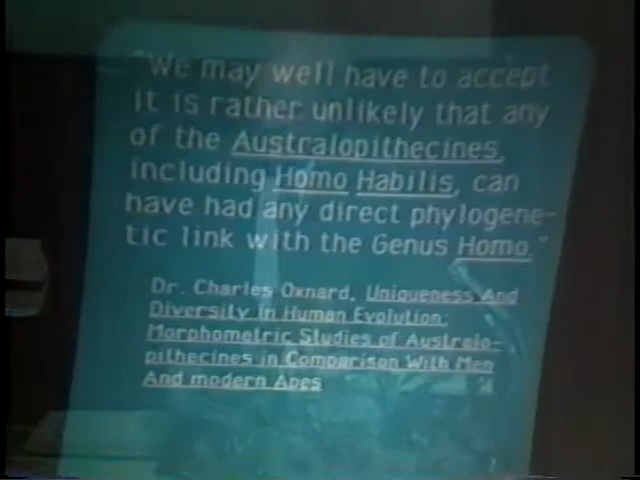 "We may well have to accept
it is rather unlikely that any
of the Australopithecines,
including Homo Habilis, can
have had any direct phylogene-
tic link with the Genus Homo."
Dr. Charles Oxnard, Uniqueness And
Diversity in Human Evolution:
Morphometric Studies of Australo-
pithecines in Comparison With Men
And modern Apes